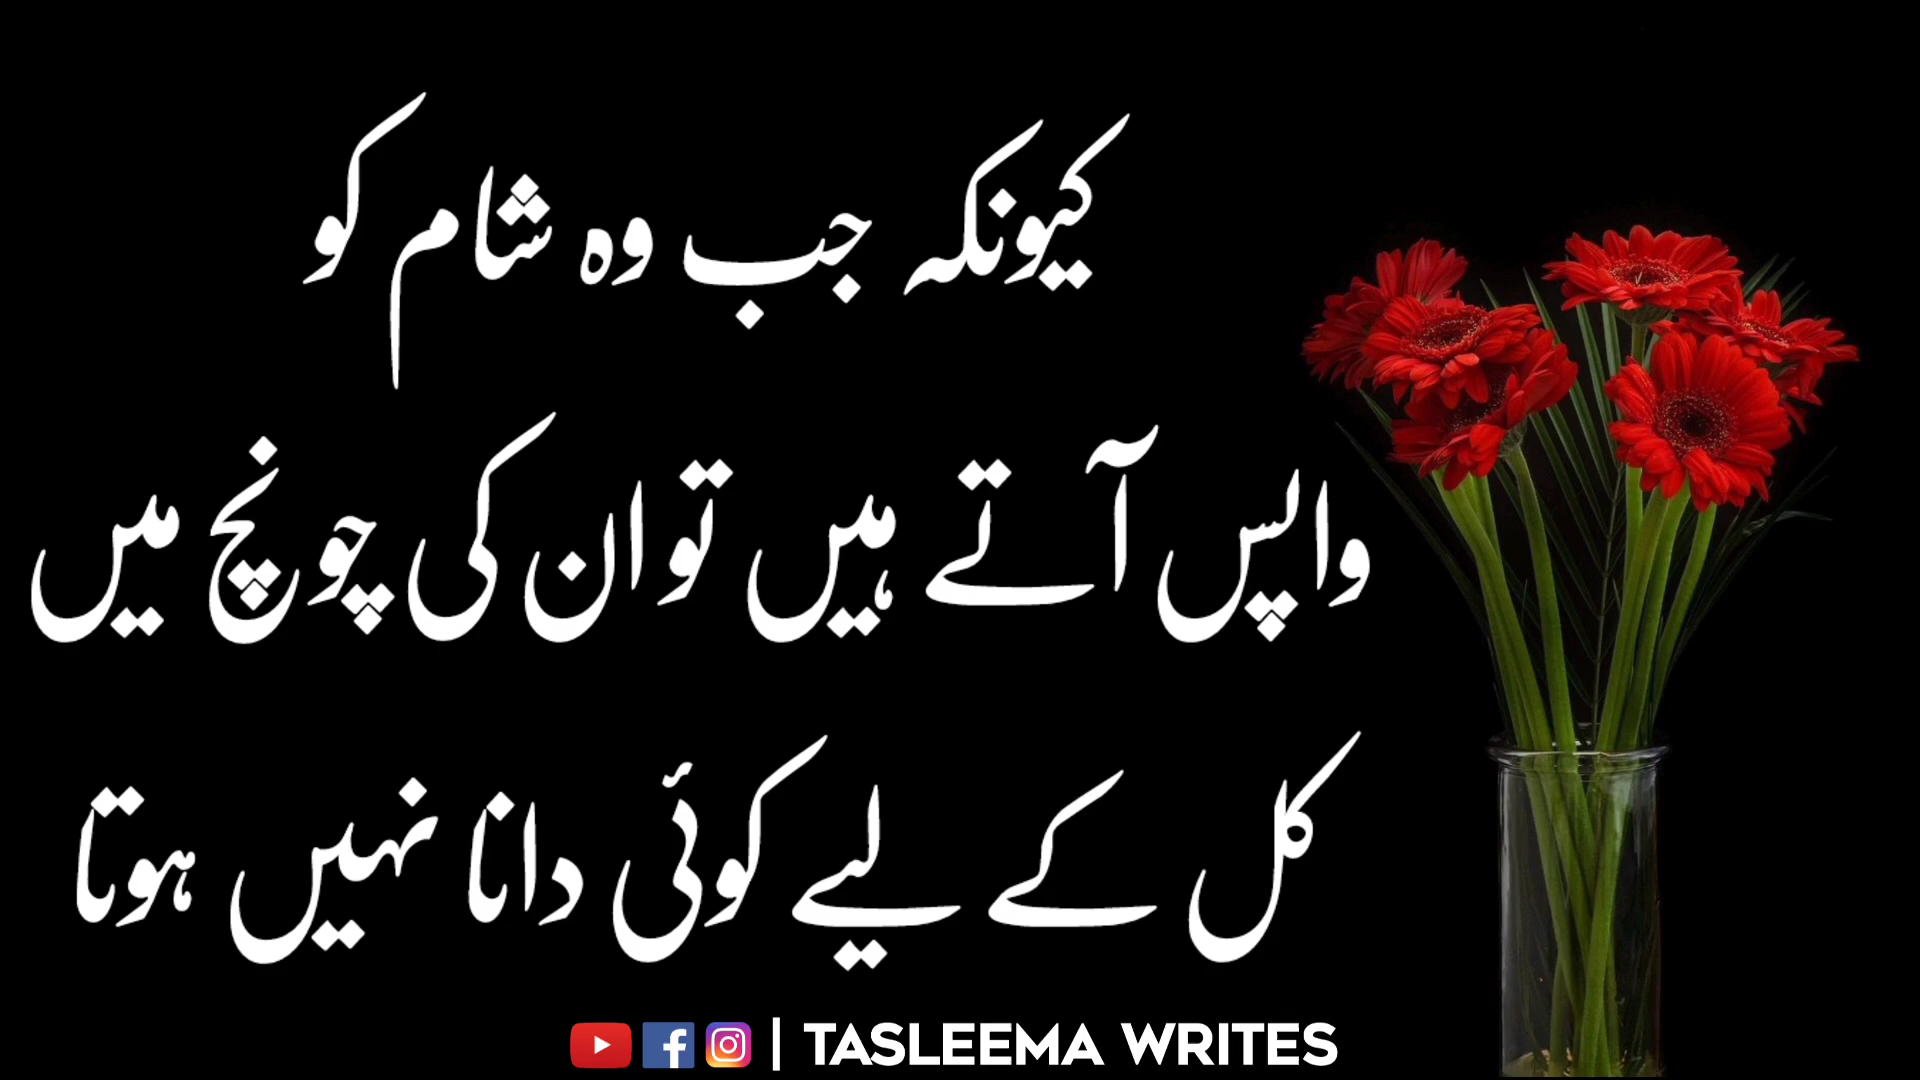 کیونکہ جب وہ شام کو
واپس آتے ہیں تو ان کی چونچ میں
کل کے لیے کوئی دانا نہیں ہوتا
| TASLEEMA WRITES